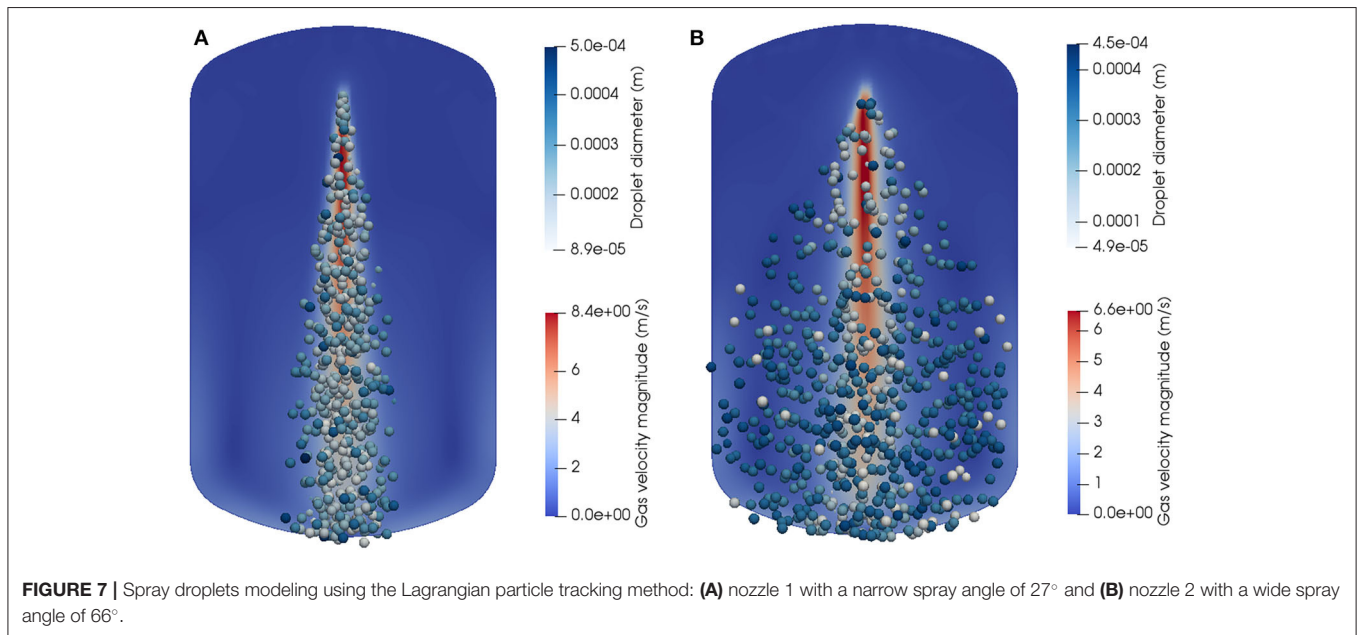 A
5.0e-04
0.0004
0.0003
0.0002
8.9e-05
Droplet diameter (m)
8.4e+00
6
4
2
0.0e+00
Gas velocity magnitude (m/s)
B
4.5e-04
0.0004
0.0003
0.0002
0.0001
4.9e-05
Droplet diameter (m)
6.6e+00
6
5
4
3
2
1
0.0e+00
Gas velocity magnitude (m/s)
FIGURE 7 | Spray droplets modeling using the Lagrangian particle tracking method: (A) nozzle 1 with a narrow spray angle of 27° and (B) nozzle 2 with a wide spray
angle of 66°.